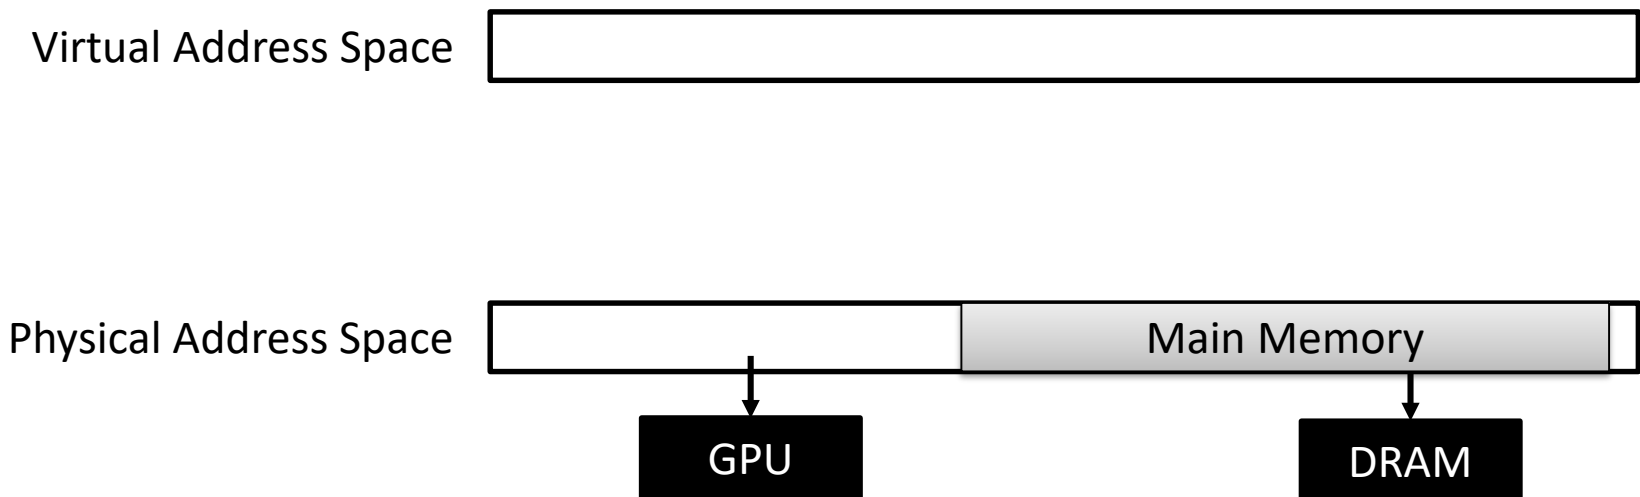 Virtual Address Space
Physical Address Space
Main Memory
GPU
DRAM